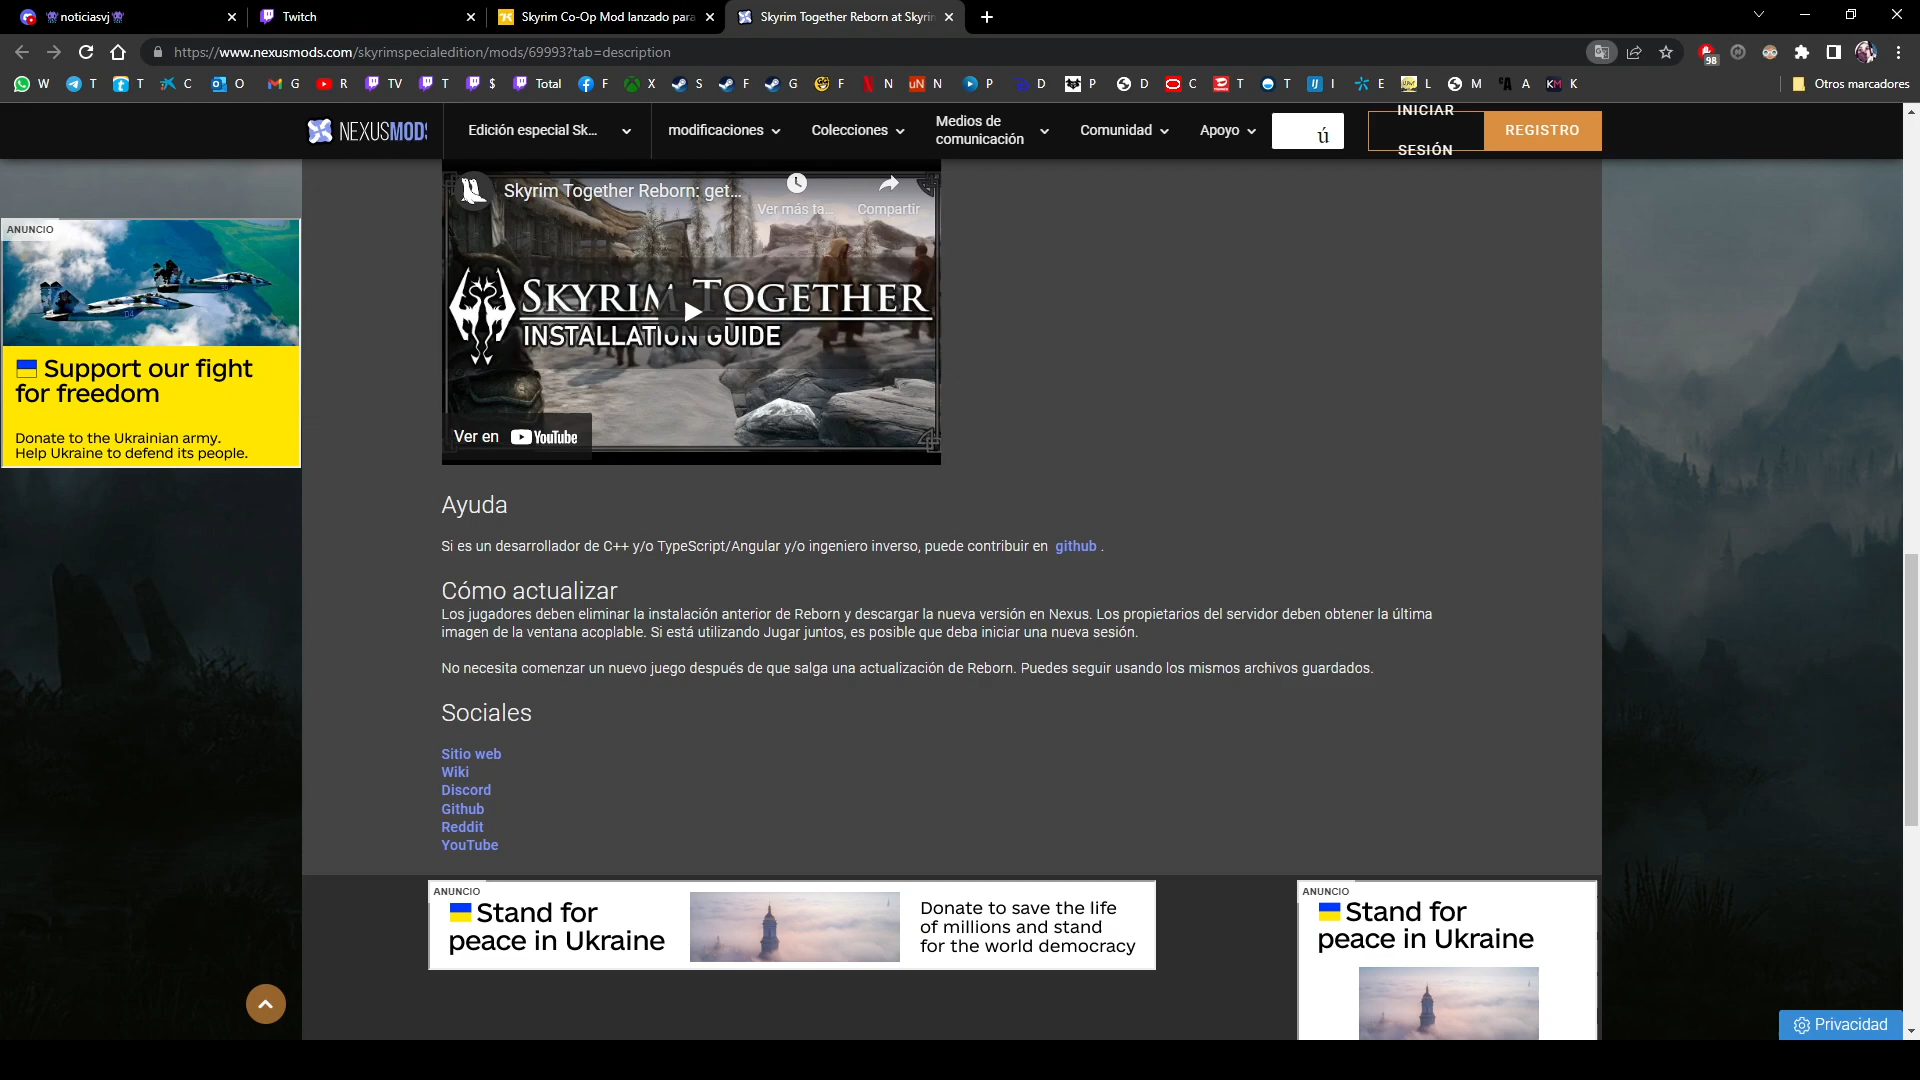 noticiasvj
Twitch
Skyrim Co-Op Mod lanzado para
Skyrim Together Reborn at Skyrin
https://www.nexusmods.com/skyrimspecialedition/mods/69993?tab=description
98
W T T C O G R TV T $ Total F X S F G F N N P D P D C T T I E L M A K Otros marcadores
NEXUSMODS
Edición especial Sk...
modificaciones
Colecciones
Medios de
comunicación
Comunidad
Apoyo
ú
INICIAR
SESIÓN
REGISTRO
Skyrim Together Reborn: get...
Ver más ta...
Compartir
SKYRIM TOGETHER
INSTALLATION GUIDE
Ver en YouTube
ANUNCIO
Support our fight
for freedom
Donate to the Ukrainian army.
Help Ukraine to defend its people.
Ayuda
Si es un desarrollador de C++ y/o TypeScript/Angular y/o ingeniero inverso, puede contribuir en github .
Cómo actualizar
Los jugadores deben eliminar la instalación anterior de Reborn y descargar la nueva versión en Nexus. Los propietarios del servidor deben obtener la última
imagen de la ventana acoplable. Si está utilizando Jugar juntos, es posible que deba iniciar una nueva sesión.
No necesita comenzar un nuevo juego después de que salga una actualización de Reborn. Puedes seguir usando los mismos archivos guardados.
Sociales
Sitio web
Wiki
Discord
Github
Reddit
YouTube
ANUNCIO
Stand for
peace in Ukraine
Donate to save the life
of millions and stand
for the world democracy
ANUNCIO
Stand for
peace in Ukraine
Privacidad